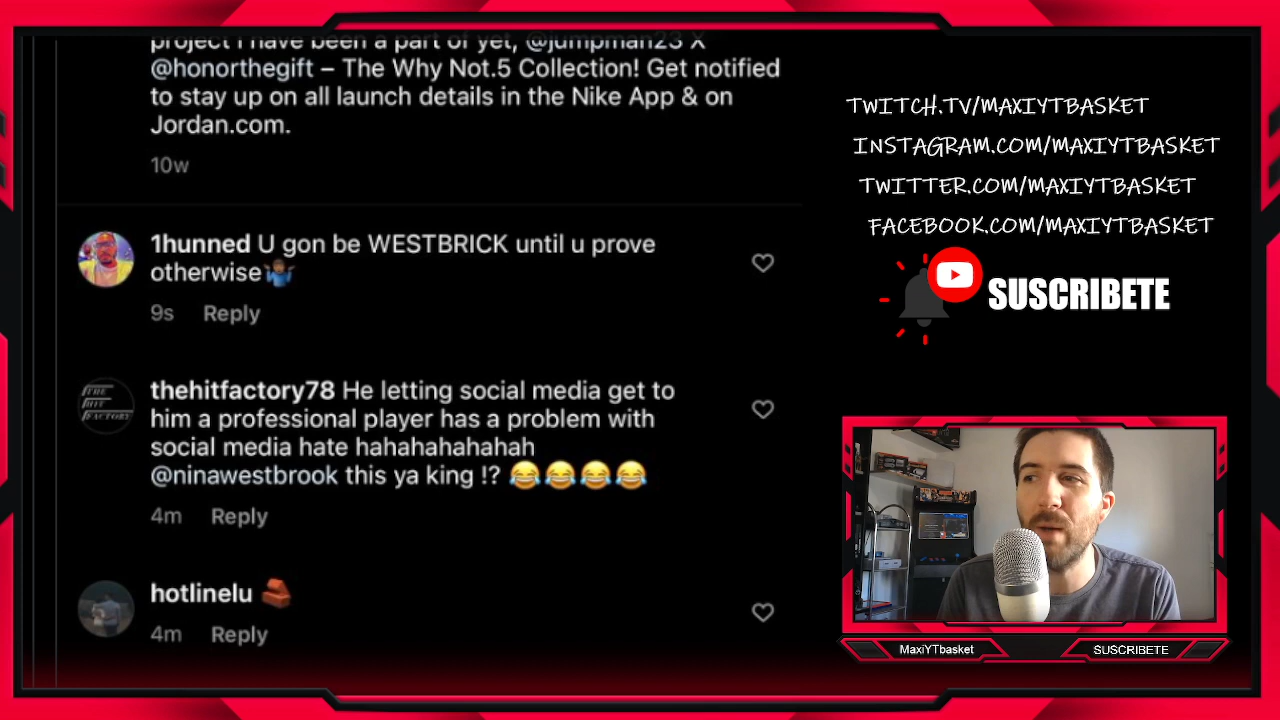 project I have been a part of yet, @jumpman23 X
@honorthegift – The Why Not.5 Collection! Get notified
to stay up on all launch details in the Nike App & on
Jordan.com.
10w
1hunned U gon be WESTBRICK until u prove
otherwise🤷🏽‍♂️
9s Reply
thehitfactory78 He letting social media get to
him a professional player has a problem with
social media hate hahahahahahah
@ninawestbrook this ya king !? 😂😂😂😂
4m Reply
hotlinelu 🧱
4m Reply
THE
HIT
FACTORY
TWITCH.TV/MAXIYTBASKET
INSTAGRAM.COM/MAXIYTBASKET
TWITTER.COM/MAXIYTBASKET
FACEBOOK.COM/MAXIYTBASKET
SUSCRIBETE
MaxiYTbasket
SUSCRIBETE